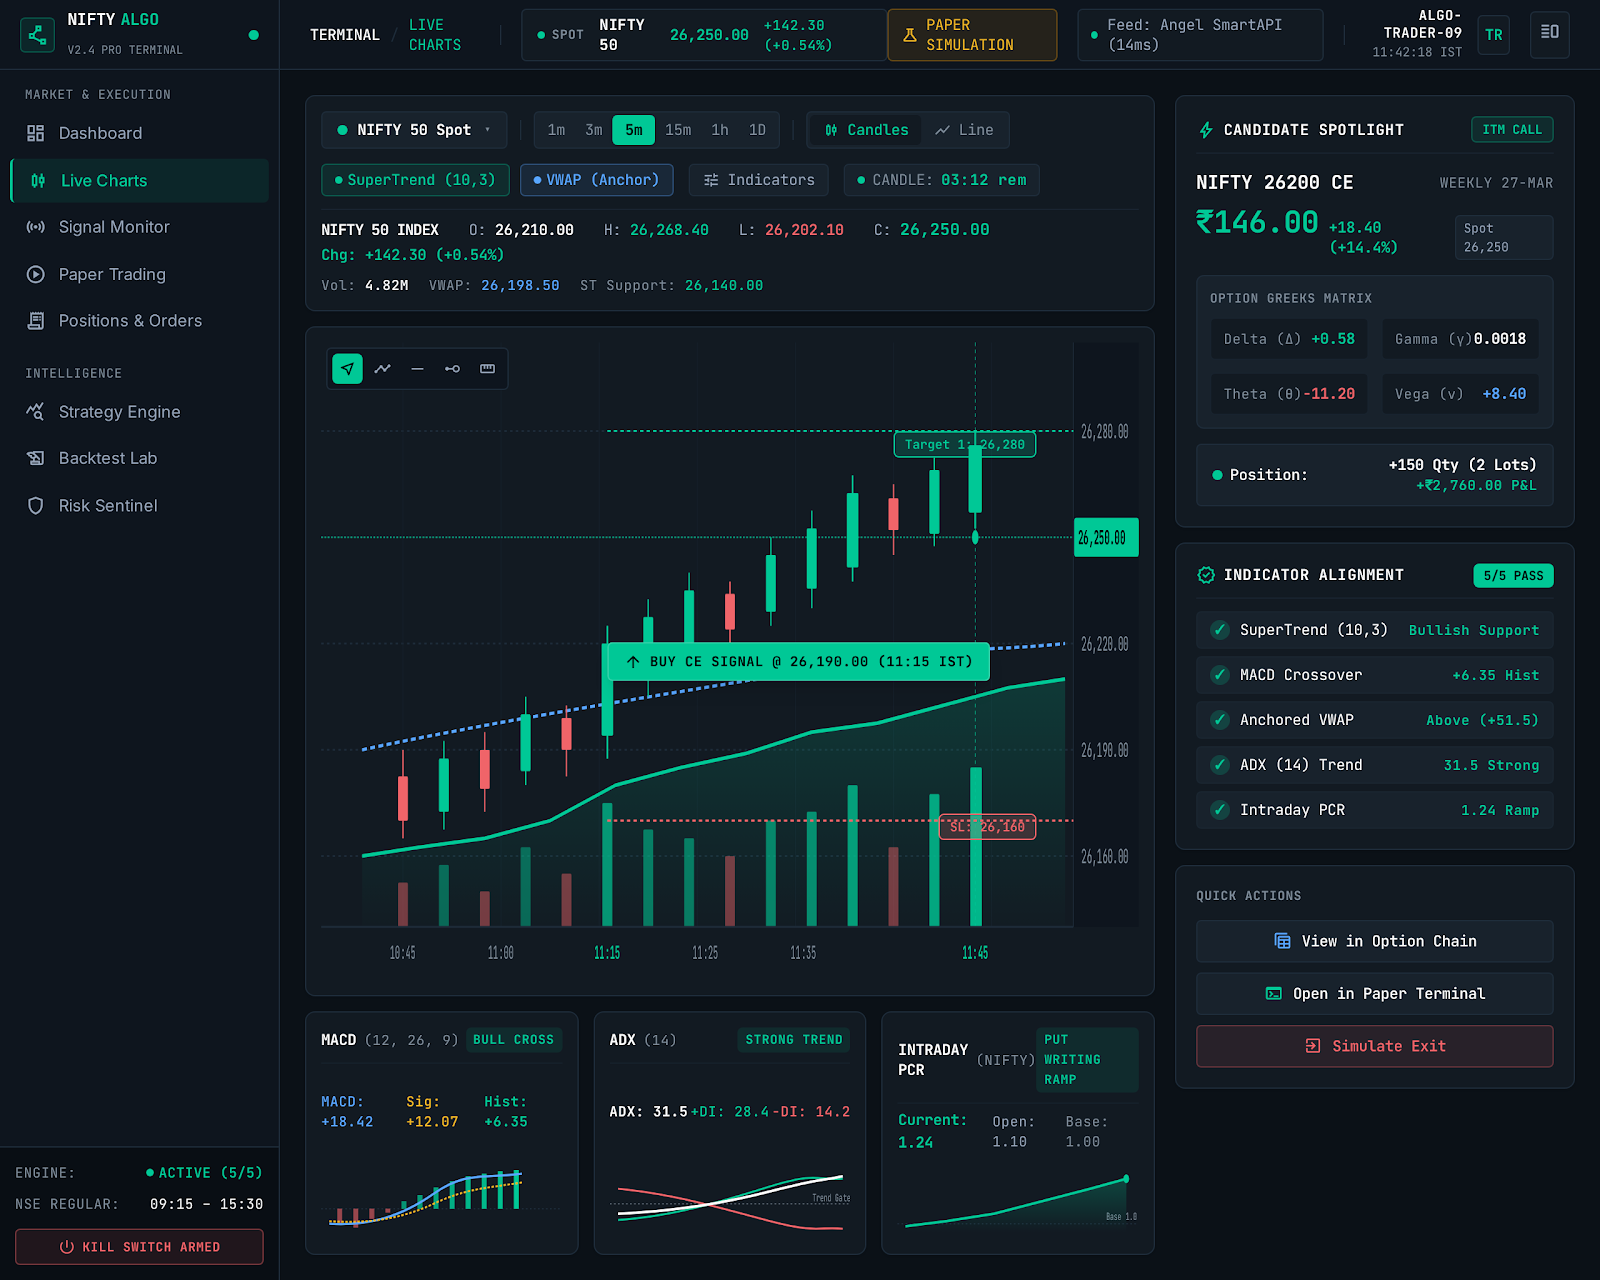 NIFTY ALGO
V2.4 PRO TERMINAL
TERMINAL / LIVE CHARTS
SPOT NIFTY 50 26,250.00 +142.30 (+0.54%)
PAPER SIMULATION
Feed: Angel SmartAPI (14ms)
ALGO-TRADER-09
11:42:18 IST
TR
MARKET & EXECUTION
Dashboard
Live Charts
Signal Monitor
Paper Trading
Positions & Orders
INTELLIGENCE
Strategy Engine
Backtest Lab
Risk Sentinel
ENGINE: ACTIVE (5/5)
NSE REGULAR: 09:15 – 15:30
KILL SWITCH ARMED
NIFTY 50 Spot
1m 3m 5m 15m 1h 1D
Candles Line
SuperTrend (10,3)
VWAP (Anchor)
Indicators
CANDLE: 03:12 rem
NIFTY 50 INDEX O: 26,210.00 H: 26,268.40 L: 26,202.10 C: 26,250.00
Chg: +142.30 (+0.54%)
Vol: 4.82M VWAP: 26,198.50 ST Support: 26,140.00
26,280.00
Target 1: 26,280
26,250.00
26,220.00
↑ BUY CE SIGNAL @ 26,190.00 (11:15 IST)
26,190.00
SL: 26,160
26,160.00
10:45 11:00 11:15 11:25 11:35 11:45
MACD (12, 26, 9) BULL CROSS
MACD: +18.42
Sig: +12.07
Hist: +6.35
ADX (14) STRONG TREND
ADX: 31.5 +DI: 28.4 -DI: 14.2
Trend Gate
INTRADAY PCR (NIFTY) PUT WRITING RAMP
Current: 1.24
Open: 1.10
Base: 1.00
Base 1.0
CANDIDATE SPOTLIGHT ITM CALL
NIFTY 26200 CE WEEKLY 27-MAR
₹146.00 +18.40 (+14.4%)
Spot 26,250
OPTION GREEKS MATRIX
Delta (Δ) +0.58
Gamma (γ) 0.0018
Theta (θ) -11.20
Vega (ν) +8.40
Position: +150 Qty (2 Lots)
+₹2,760.00 P&L
INDICATOR ALIGNMENT 5/5 PASS
✓ SuperTrend (10,3) Bullish Support
✓ MACD Crossover +6.35 Hist
✓ Anchored VWAP Above (+51.5)
✓ ADX (14) Trend 31.5 Strong
✓ Intraday PCR 1.24 Ramp
QUICK ACTIONS
View in Option Chain
Open in Paper Terminal
Simulate Exit